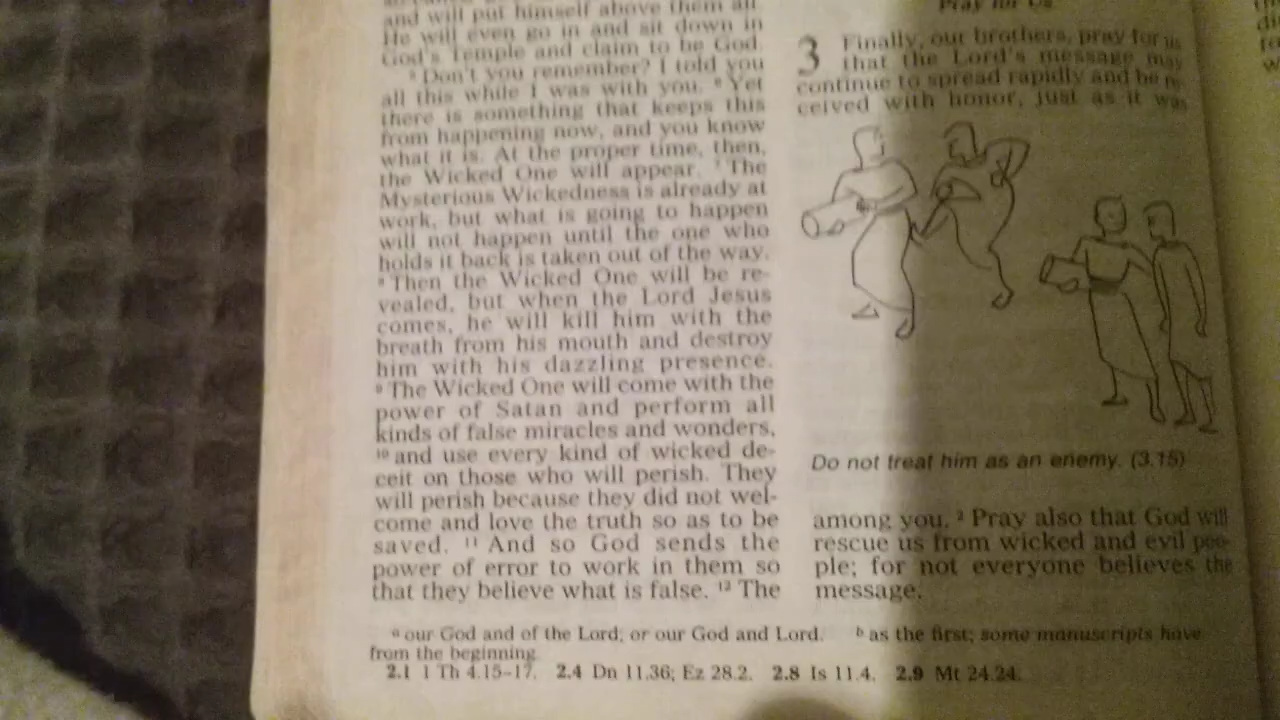 and will put himself above them all.
He will even go in and sit down in
God's Temple and claim to be God.
⁵ Don't you remember? I told you
all this while I was with you. ⁶ Yet
there is something that keeps this
from happening now, and you know
what it is. At the proper time, then,
the Wicked One will appear. ⁷ The
Mysterious Wickedness is already at
work, but what is going to happen
will not happen until the one who
holds it back is taken out of the way.
⁸ Then the Wicked One will be re-
vealed, but when the Lord Jesus
comes, he will kill him with the
breath from his mouth and destroy
him with his dazzling presence.
⁹ The Wicked One will come with the
power of Satan and perform all
kinds of false miracles and wonders,
¹⁰ and use every kind of wicked de-
ceit on those who will perish. They
will perish because they did not wel-
come and love the truth so as to be
saved. ¹¹ And so God sends the
power of error to work in them so
that they believe what is false. ¹² The
Pray for Us
3 Finally, our brothers, pray for us
that the Lord's message may
continue to spread rapidly and be re-
ceived with honor, just as it was
Do not treat him as an enemy. (3.15)
among you. ² Pray also that God will
rescue us from wicked and evil peo-
ple; for not everyone believes the
message.
ᵃ our God and of the Lord; or our God and Lord. ᵇ as the first; some manuscripts have
from the beginning.
2.1 1 Th 4.15-17. 2.4 Dn 11.36; Ez 28.2. 2.8 Is 11.4. 2.9 Mt 24.24.